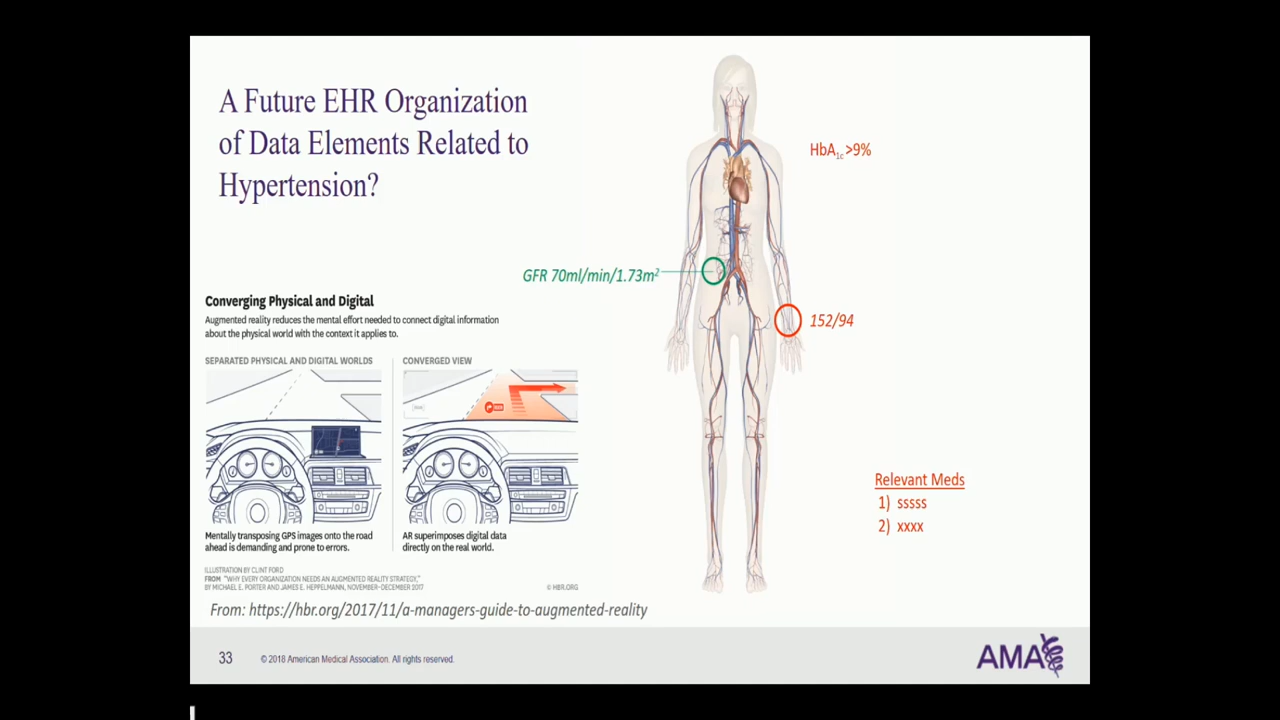 A Future EHR Organization
of Data Elements Related to
Hypertension?
HbA1c >9%
GFR 70ml/min/1.73m²
152/94
Converging Physical and Digital
Augmented reality reduces the mental effort needed to connect digital information
about the physical world with the context it applies to.
SEPARATED PHYSICAL AND DIGITAL WORLDS
CONVERGED VIEW
Mentally transposing GPS images onto the road
ahead is demanding and prone to errors.
AR superimposes digital data
directly on the real world.
Relevant Meds
1) sssss
2) xxxx
ILLUSTRATION BY CLINT FORD
FROM "WHY EVERY ORGANIZATION NEEDS AN AUGMENTED REALITY STRATEGY,"
BY MICHAEL E. PORTER AND JAMES E. HEPPELMANN, NOVEMBER–DECEMBER 2017
© HBR.ORG
From: https://hbr.org/2017/11/a-managers-guide-to-augmented-reality
33
© 2018 American Medical Association. All rights reserved.
AMA